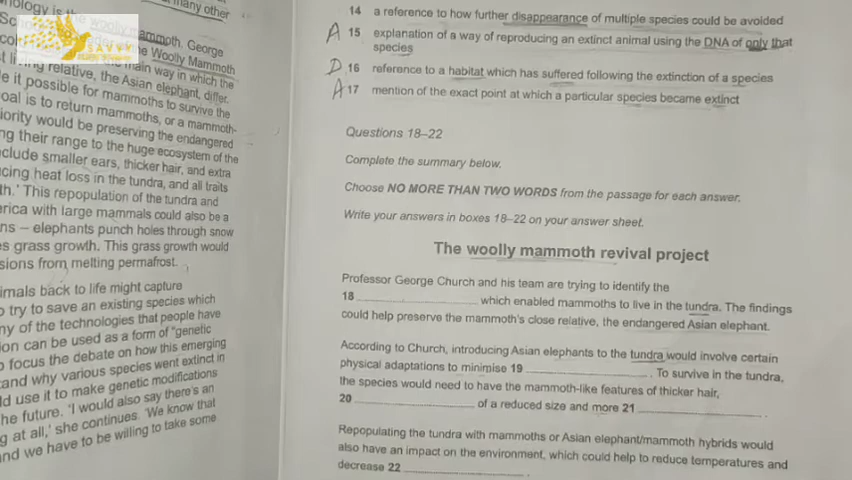 many other
nology is the woolly mammoth. George
the Woolly Mammoth
main way in which the
relative, the Asian elephant, differ.
it possible for mammoths to survive the
oal is to return mammoths, or a mammoth-
iority would be preserving the endangered
ng their range to the huge ecosystem of the
clude smaller ears, thicker hair, and extra
cing heat loss in the tundra, and all traits
th.' This repopulation of the tundra and
erica with large mammals could also be a
ns – elephants punch holes through snow
es grass growth. This grass growth would
sions from melting permafrost.
imals back to life might capture
o try to save an existing species which
ny of the technologies that people have
ion can be used as a form of "genetic
o focus the debate on how this emerging
and why various species went extinct in
ld use it to make genetic modifications
he future. 'I would also say there's an
g at all,' she continues. 'We know that
nd we have to be willing to take some
SAVVY
14 a reference to how further disappearance of multiple species could be avoided
A 15 explanation of a way of reproducing an extinct animal using the DNA of only that
species
D 16 reference to a habitat which has suffered following the extinction of a species
A 17 mention of the exact point at which a particular species became extinct
Questions 18–22
Complete the summary below.
Choose NO MORE THAN TWO WORDS from the passage for each answer.
Write your answers in boxes 18–22 on your answer sheet.
The woolly mammoth revival project
Professor George Church and his team are trying to identify the
18 which enabled mammoths to live in the tundra. The findings
could help preserve the mammoth's close relative, the endangered Asian elephant.
According to Church, introducing Asian elephants to the tundra would involve certain
physical adaptations to minimise 19 . To survive in the tundra,
the species would need to have the mammoth-like features of thicker hair,
20 of a reduced size and more 21 .
Repopulating the tundra with mammoths or Asian elephant/mammoth hybrids would
also have an impact on the environment, which could help to reduce temperatures and
decrease 22 .